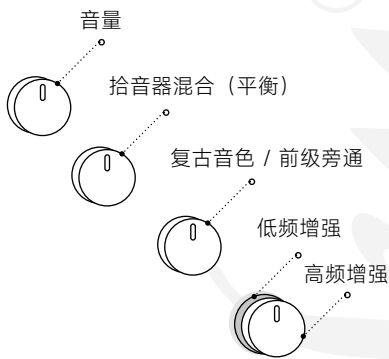 音量
拾音器混合（平衡）
复古音色 / 前级旁通
低频增强
高频增强